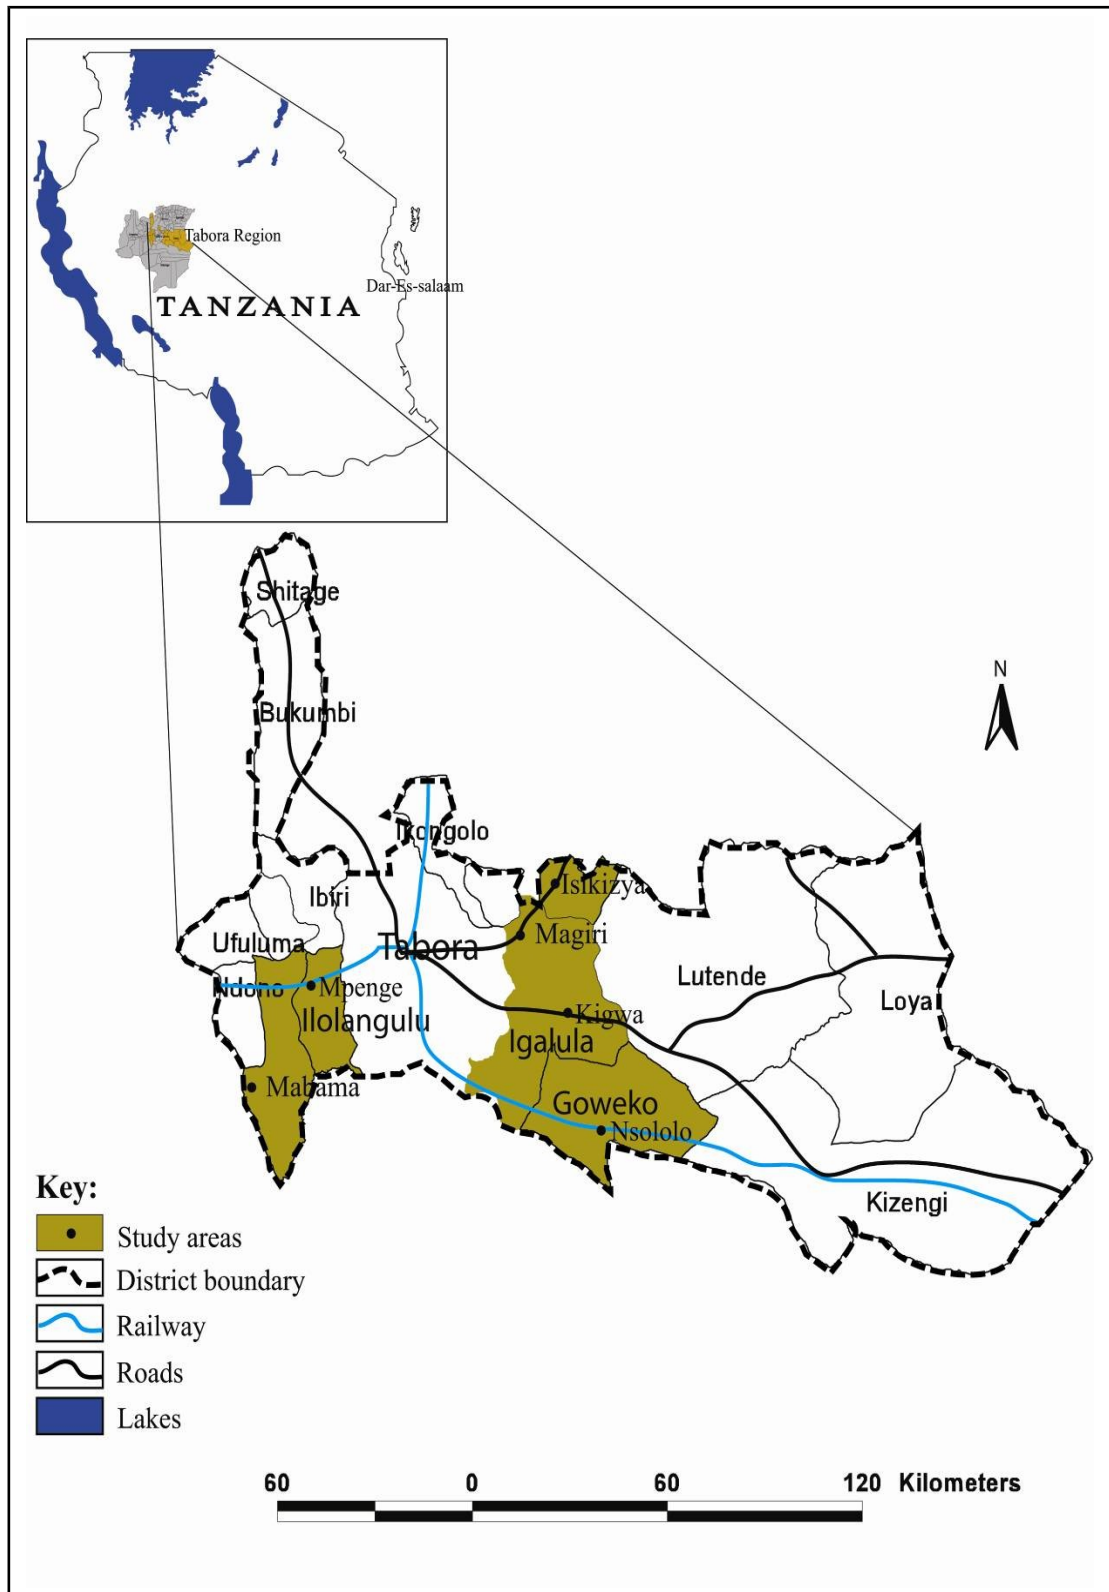 Tabora Region
Dar-Es-salaam
TANZANIA
Shitage
N
Bukumbi
Ikongolo
Isikizya
Ibiri
Magiri
Ufuluma
Tabora
Lutende
Ndono
Mpenge
Loya
Ilolangulu
Kigwa
Igalula
Mabama
Goweko
Nsololo
Kizengi
Key:
Study areas
District boundary
Railway
Roads
Lakes
60 0 60 120 Kilometers